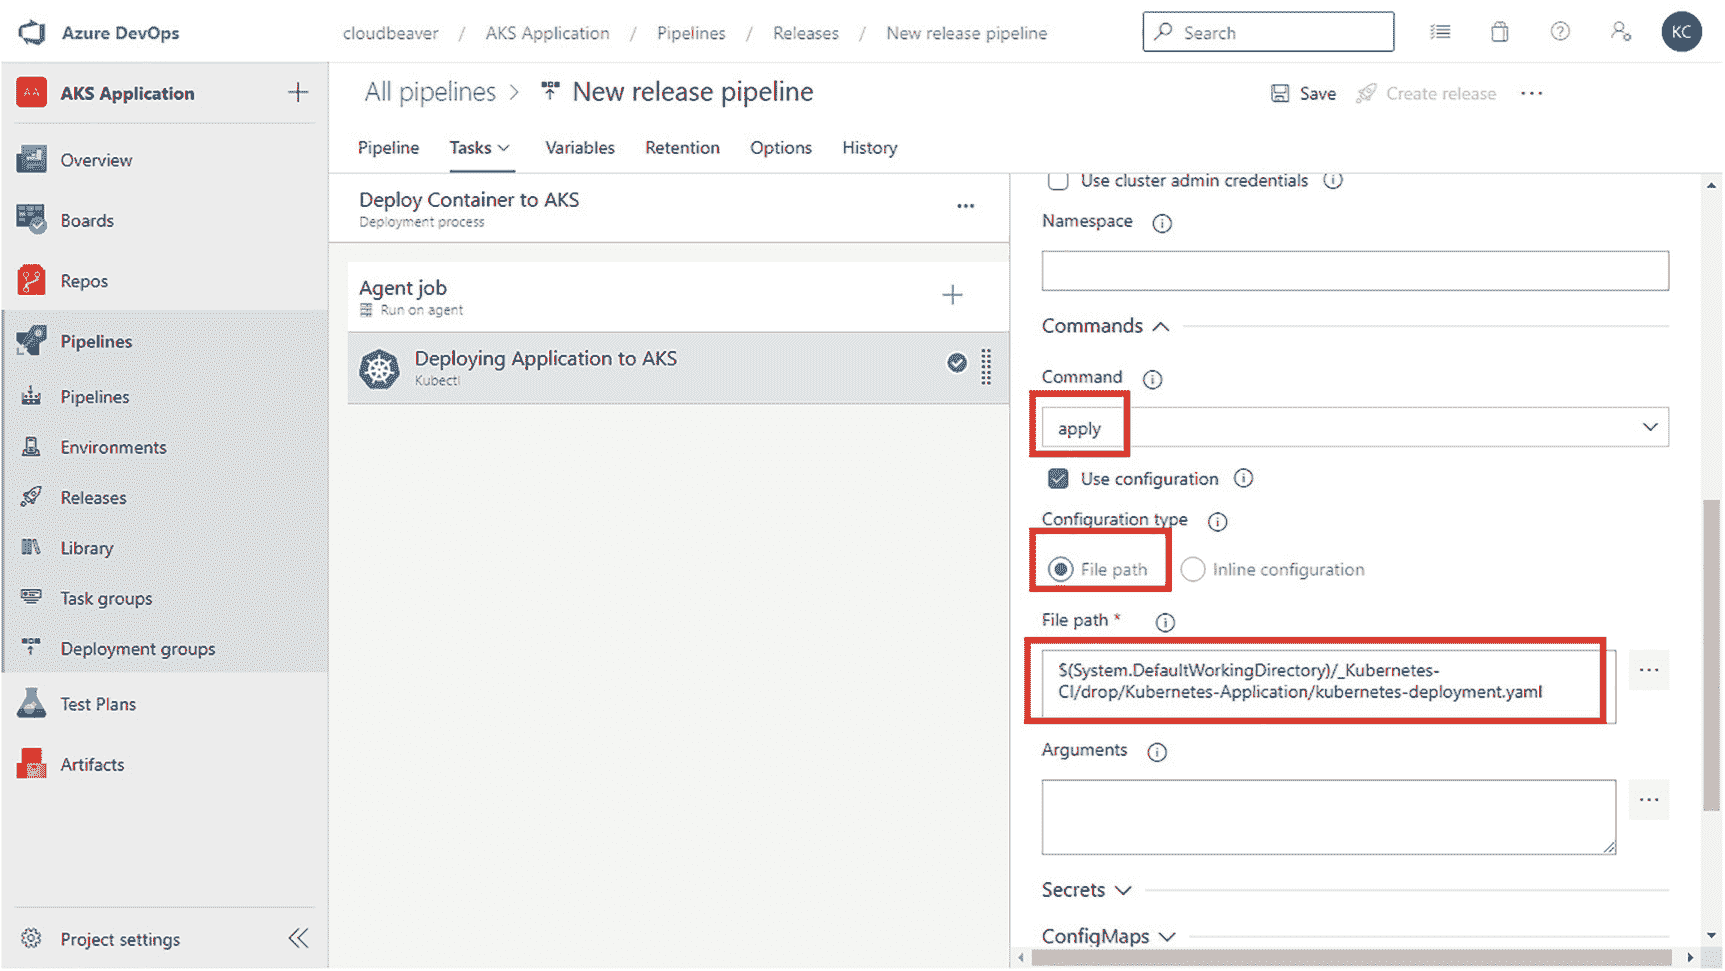 Azure DevOps
cloudbeaver / AKS Application / Pipelines / Releases / New release pipeline
Search
KC
AA
AKS Application
Overview
Boards
Repos
Pipelines
Pipelines
Environments
Releases
Library
Task groups
Deployment groups
Test Plans
Artifacts
Project settings
All pipelines > New release pipeline
Save
Create release
Pipeline
Tasks
Variables
Retention
Options
History
Deploy Container to AKS
Deployment process
Agent job
Run on agent
Deploying Application to AKS
Kubectl
Use cluster admin credentials
Namespace
Commands
Command
apply
Use configuration
Configuration type
File path
Inline configuration
File path *
$(System.DefaultWorkingDirectory)/_Kubernetes-
CI/drop/Kubernetes-Application/kubernetes-deployment.yaml
Arguments
Secrets
ConfigMaps